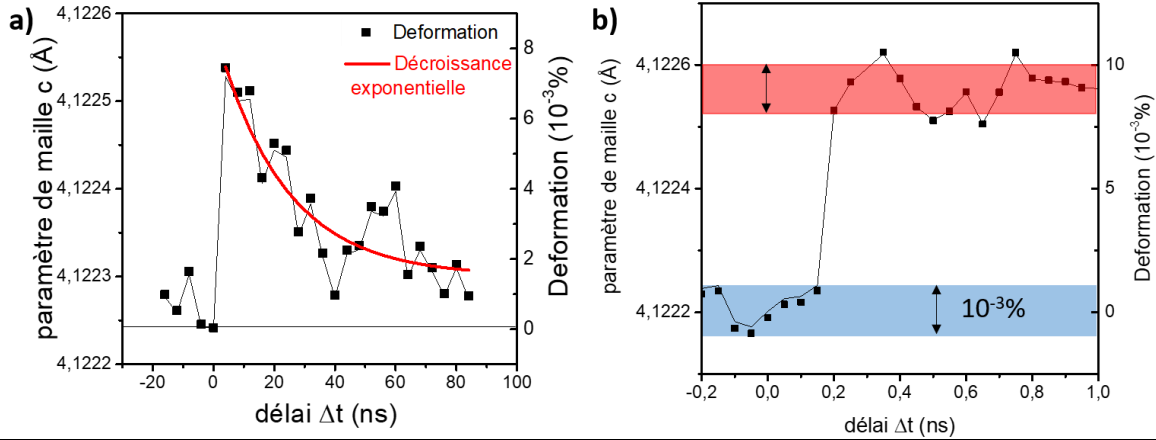 a)
4,1226
4,1225
4,1224
4,1223
4,1222
paramètre de maille c (Å)
Deformation
Décroissance
exponentielle
8
6
4
2
0
Deformation (10⁻³%)
-20
0
20
40
60
80
100
délai Δt (ns)
b)
4,1226
4,1224
4,1222
paramètre de maille c (Å)
10⁻³%
10
5
0
Deformation (10⁻³%)
-0,2
0,0
0,2
0,4
0,6
0,8
1,0
délai Δt (ns)